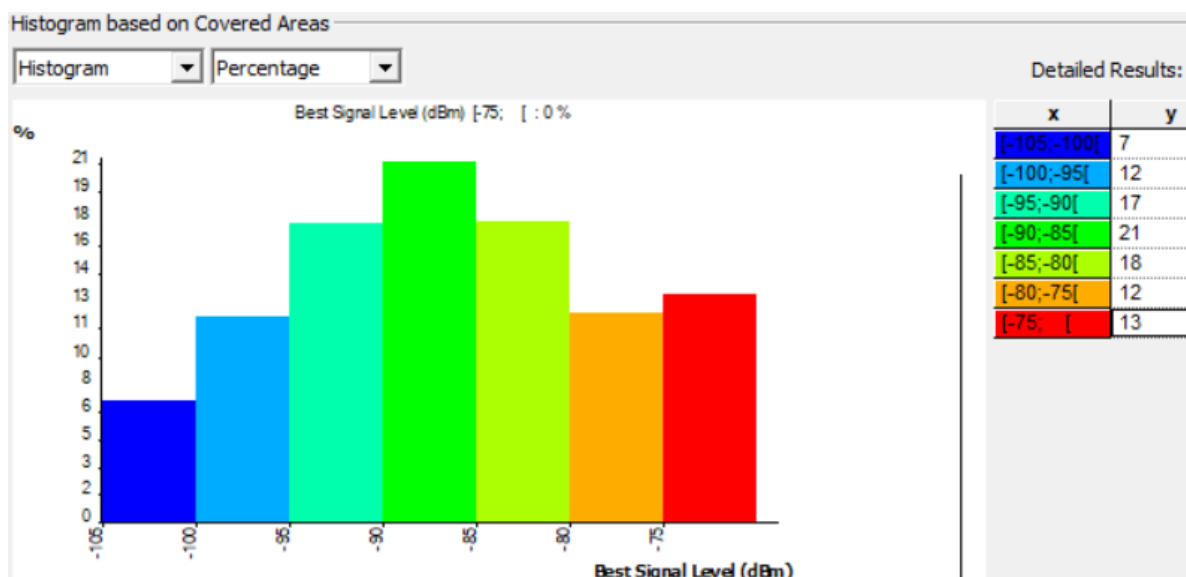 Histogram based on Covered Areas
Histogram Percentage
Detailed Results:
Best Signal Level (dBm) [-75; [ : 0 %
%
21
19
18
16
14
13
11
10
8
6
5
3
2
0
-105 -100 -95 -90 -85 -80 -75
Best Signal Level (dBm)
x y
[-105;-100[ 7
[-100;-95[ 12
[-95;-90[ 17
[-90;-85[ 21
[-85;-80[ 18
[-80;-75[ 12
[-75; [ 13